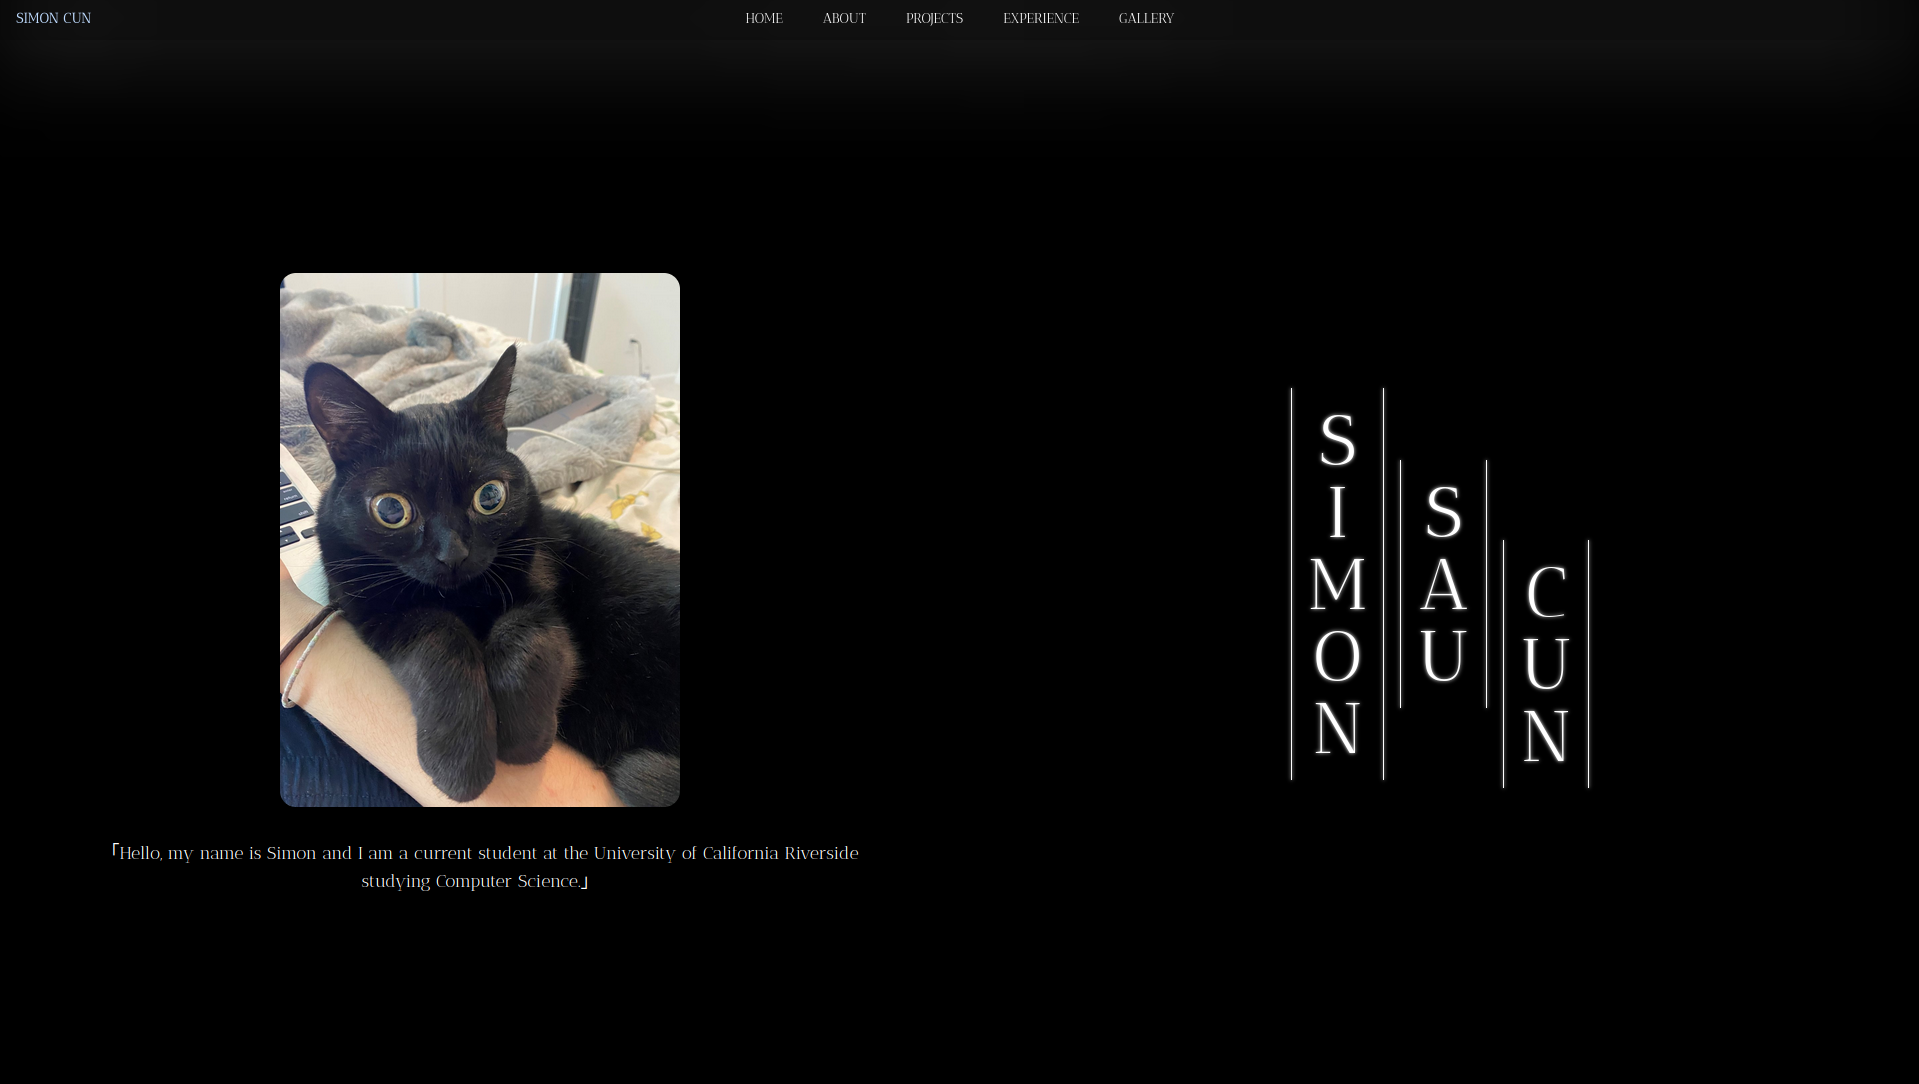 SIMON CUN
HOME ABOUT PROJECTS EXPERIENCE GALLERY
「Hello, my name is Simon and I am a current student at the University of California Riverside
studying Computer Science.」
SIMON
SAU
CUN